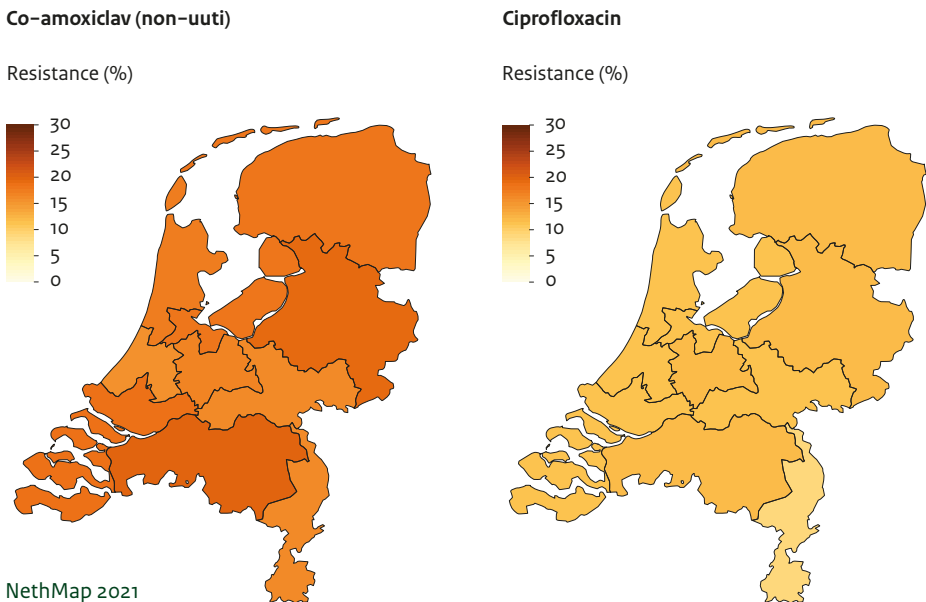 Co-amoxiclav (non-uuti)
Resistance (%)
30
25
20
15
10
5
0
Ciprofloxacin
Resistance (%)
30
25
20
15
10
5
0
NethMap 2021